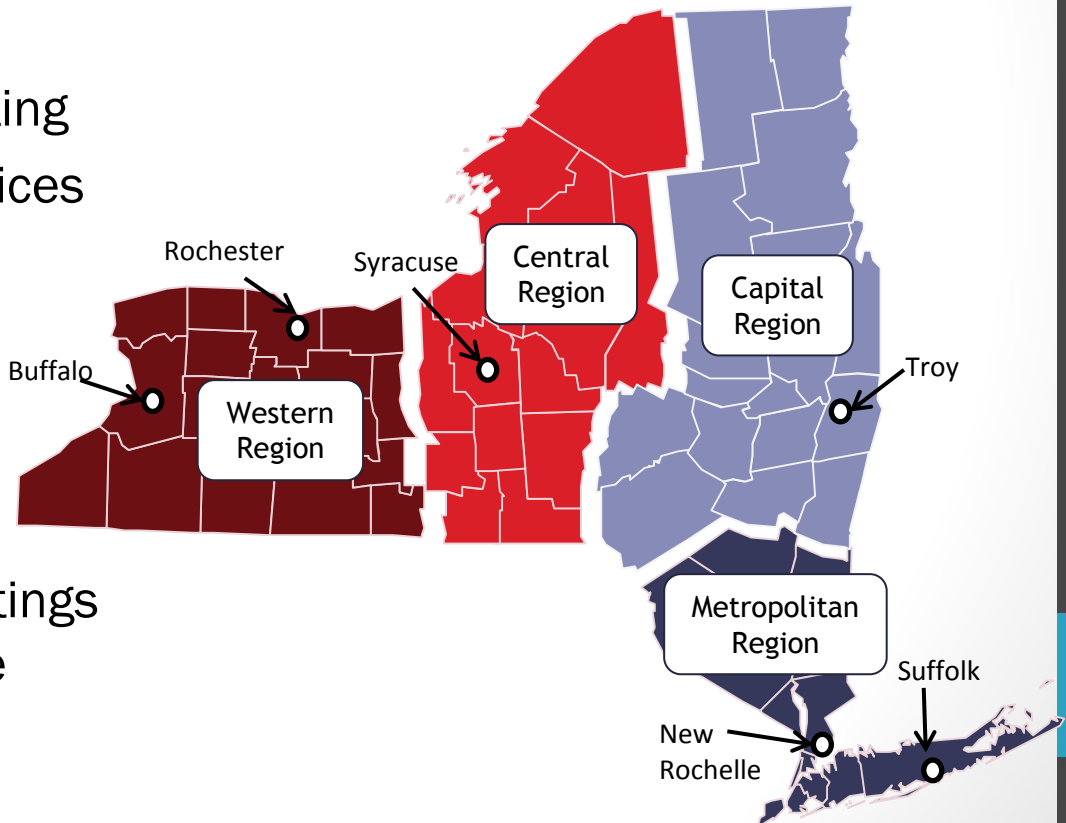 ing
ices
Rochester
Syracuse
Central
Region
Capital
Region
Buffalo
Troy
Western
Region
tings
e
Metropolitan
Region
Suffolk
New
Rochelle